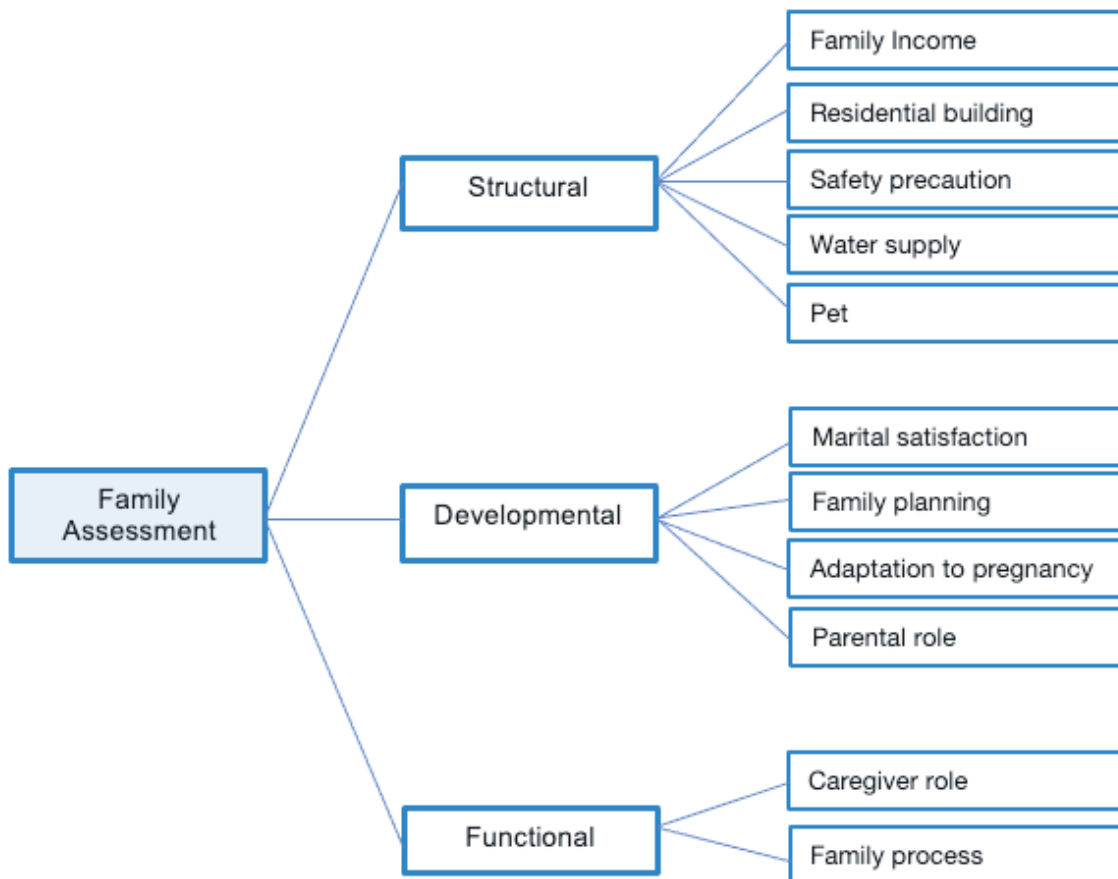 Family Income
Residential building
Structural
Safety precaution
Water supply
Pet
Marital satisfaction
Family
Assessment
Developmental
Family planning
Adaptation to pregnancy
Parental role
Caregiver role
Functional
Family process